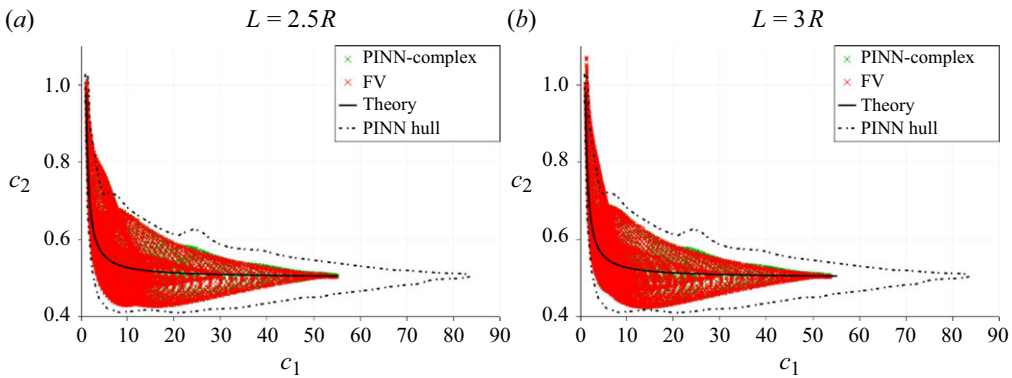 (a) L = 2.5R
PINN-complex
FV
Theory
PINN hull
1.0
0.8
0.6
0.4
c2
0 10 20 30 40 50 60 70 80 90
c1
(b) L = 3R
PINN-complex
FV
Theory
PINN hull
1.0
0.8
0.6
0.4
c2
0 10 20 30 40 50 60 70 80 90
c1